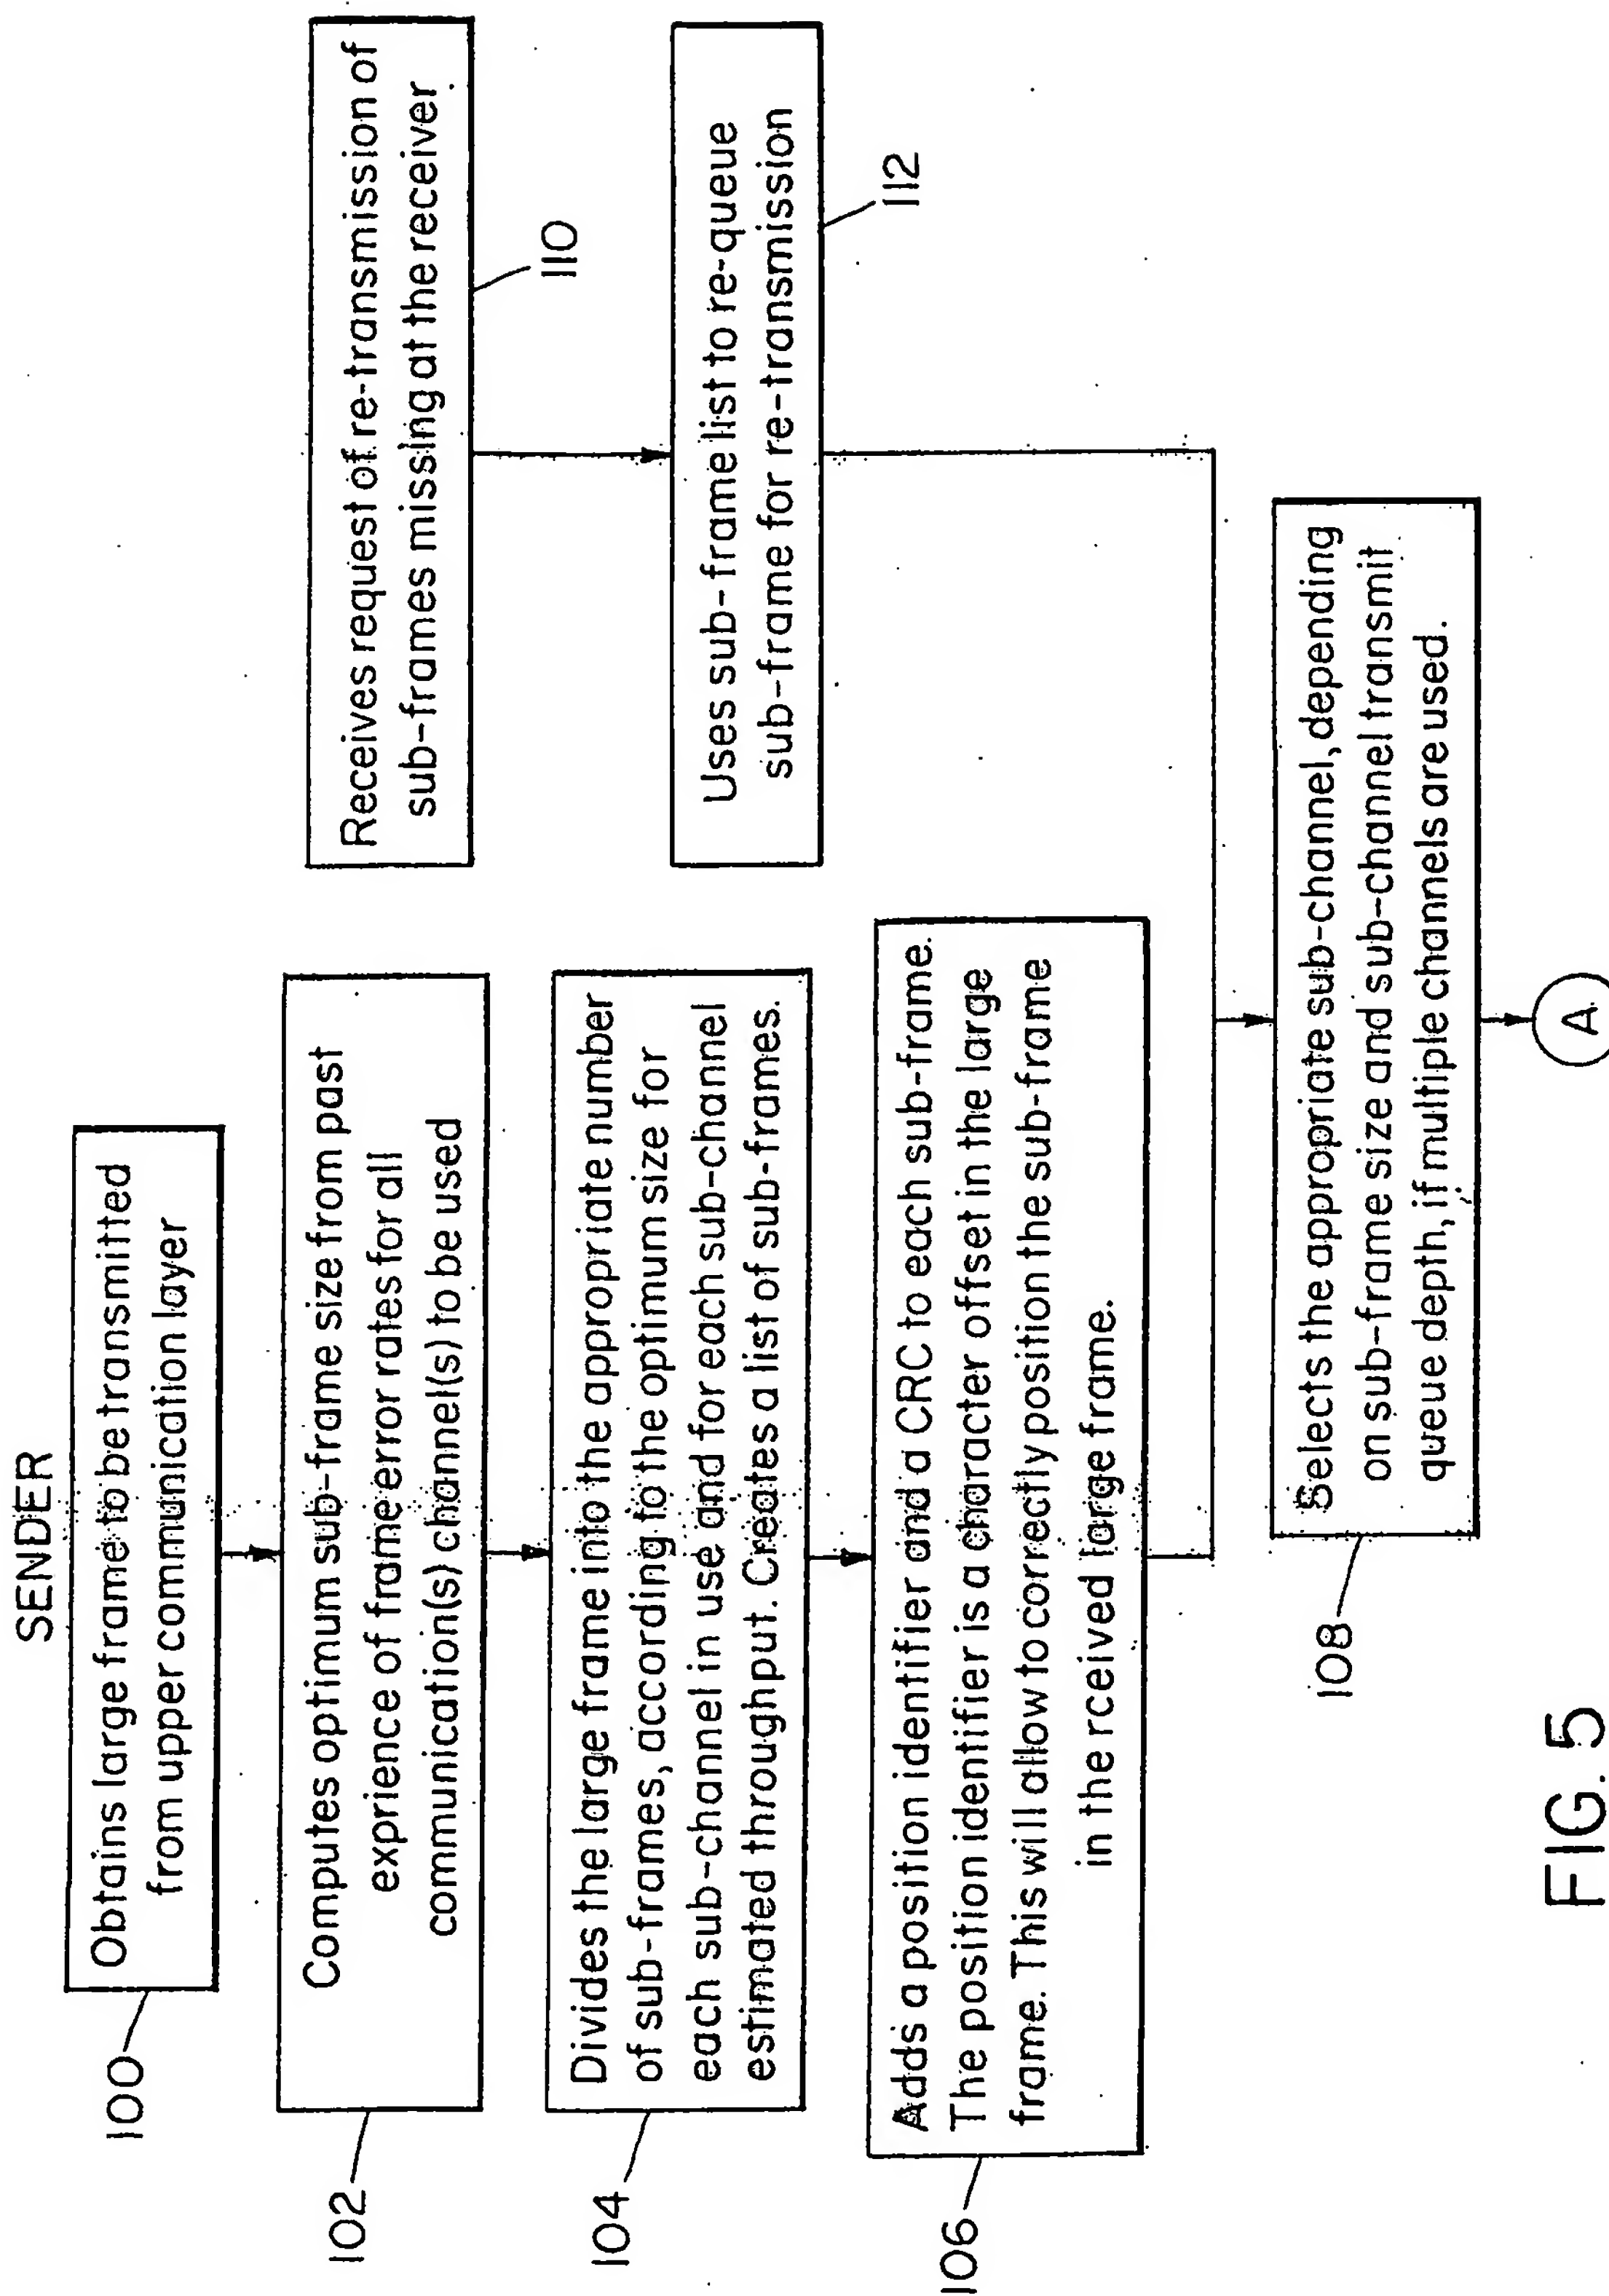 SENDER
100
Obtains large frame to be transmitted
from upper communication layer
102
Computes optimum sub-frame size from past
exprience of frame error rates for all
communication(s) channel(s) to be used
104
Divides the large frame into the appropriate number
of sub-frames, according to the optimum size for
each sub-channel in use and for each sub-channel
estimated throughput. Creates a list of sub-frames.
106
Adds a position identifier and a CRC to each sub-frame.
The position identifier is a character offset in the large
frame. This will allow to correctly position the sub-frame
in the received large frame.
Receives request of re-transmission of
sub-frames missing at the receiver
110
Uses sub-frame list to re-queue
sub-frame for re-transmission
112
108
Selects the appropriate sub-channel, depending
on sub-frame size and sub-channel transmit
queue depth, if multiple channels are used.
A
FIG. 5